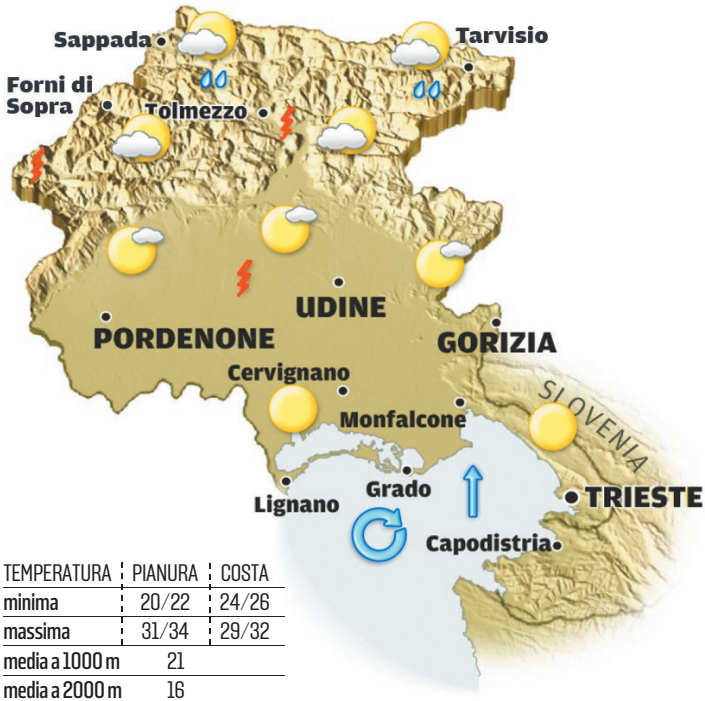 Sappada
Tarvisio
Forni di
Sopra
Tolmezzo
UDINE
PORDENONE
GORIZIA
Cervignano
SLOVENIA
Monfalcone
Grado
Lignano
TRIESTE
Capodistria
TEMPERATURA PIANURA COSTA
minima 20/22 24/26
massima 31/34 29/32
media a 1000 m 21
media a 2000 m 16